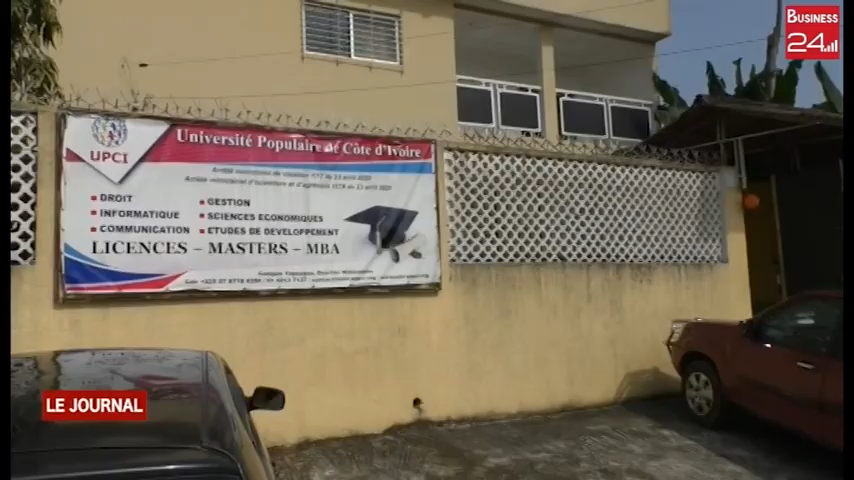 BUSINESS
24
Université Populaire de Côte d'Ivoire
UPCI
DROIT
INFORMATIQUE
COMMUNICATION
GESTION
SCIENCES ECONOMIQUES
ETUDES DE DEVELOPPEMENT
LICENCES – MASTERS – MBA
LE JOURNAL